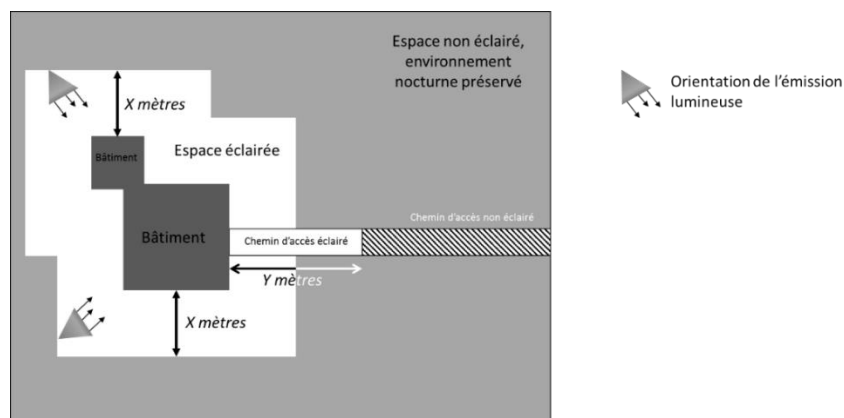 Espace non éclairé,
environnement
nocturne préservé
Orientation de l'émission
lumineuse
X mètres
Bâtiment
Espace éclairée
Chemin d'accès non éclairé
Bâtiment
Chemin d'accès éclairé
Y mètres
X mètres